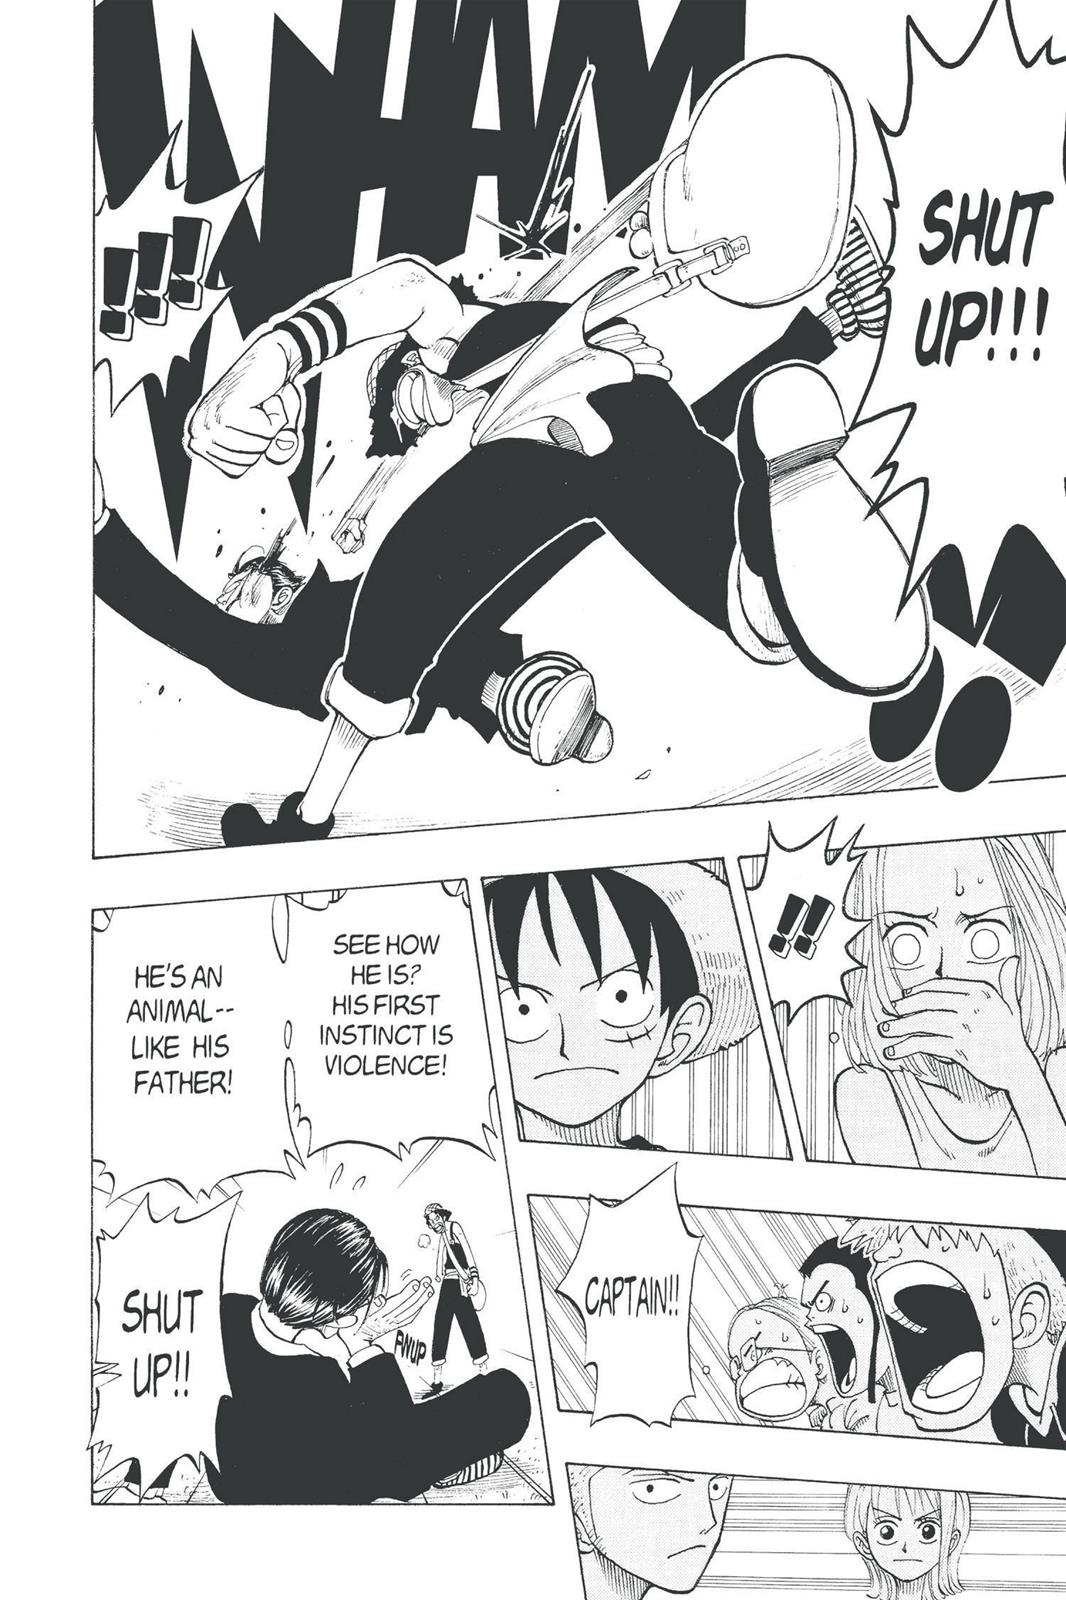 WHAM
SHUT
UP!!!
!!!
!!
SEE HOW
HE IS?
HIS FIRST
INSTINCT IS
VIOLENCE!
HE'S AN
ANIMAL--
LIKE HIS
FATHER!
SHUT
UP!!
CAPTAIN!!